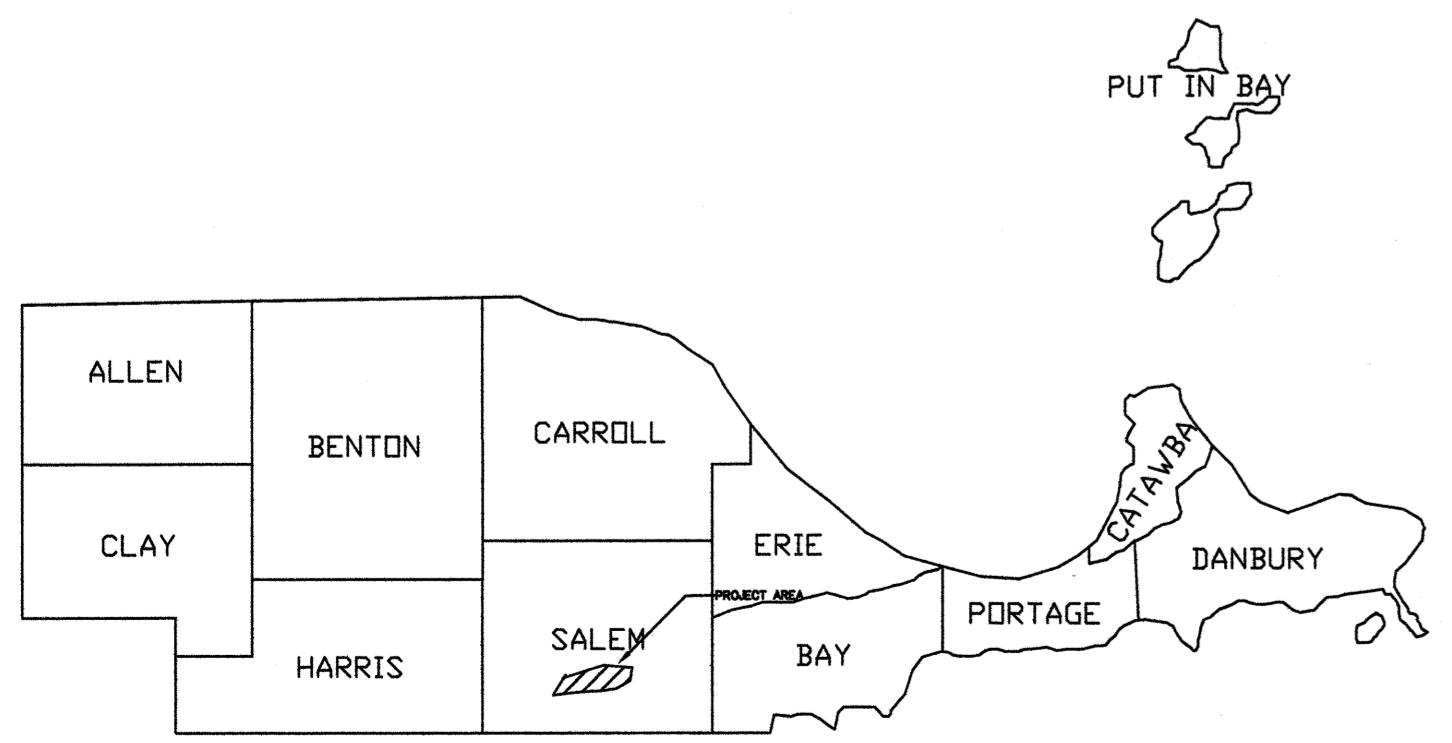 PUT IN BAY
ALLEN
BENTON
CARROLL
CATAWBA
CLAY
ERIE
DANBURY
PROJECT AREA
PORTAGE
SALEM
BAY
HARRIS